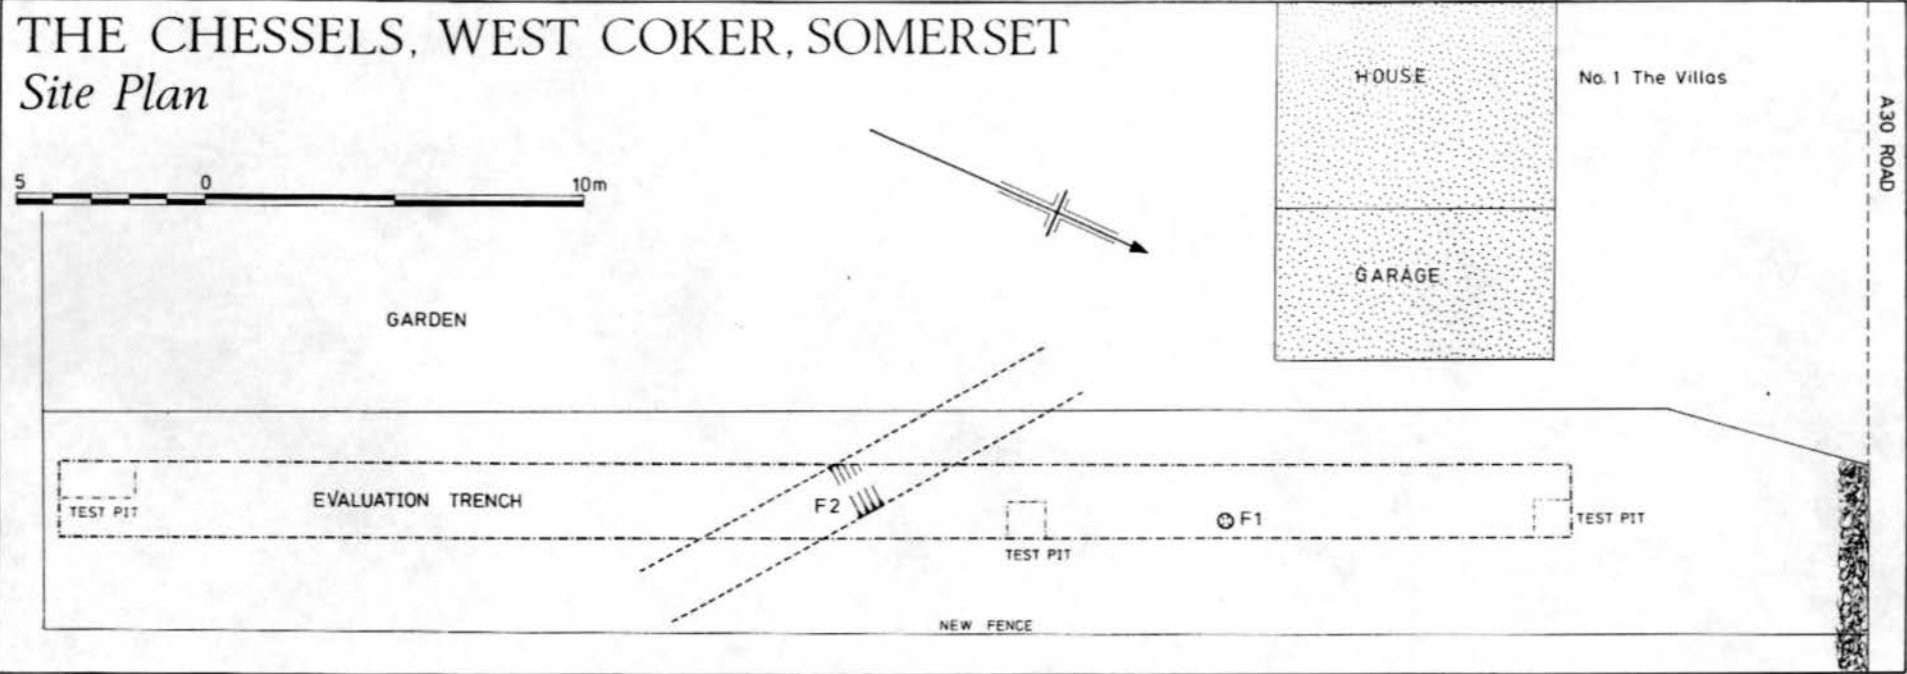 THE CHESSELS, WEST COKER, SOMERSET
Site Plan
HOUSE
No. 1 The Villas
A30 ROAD
5 0 10m
GARAGE
GARDEN
EVALUATION TRENCH
TEST PIT
F2
F1
TEST PIT
TEST PIT
NEW FENCE